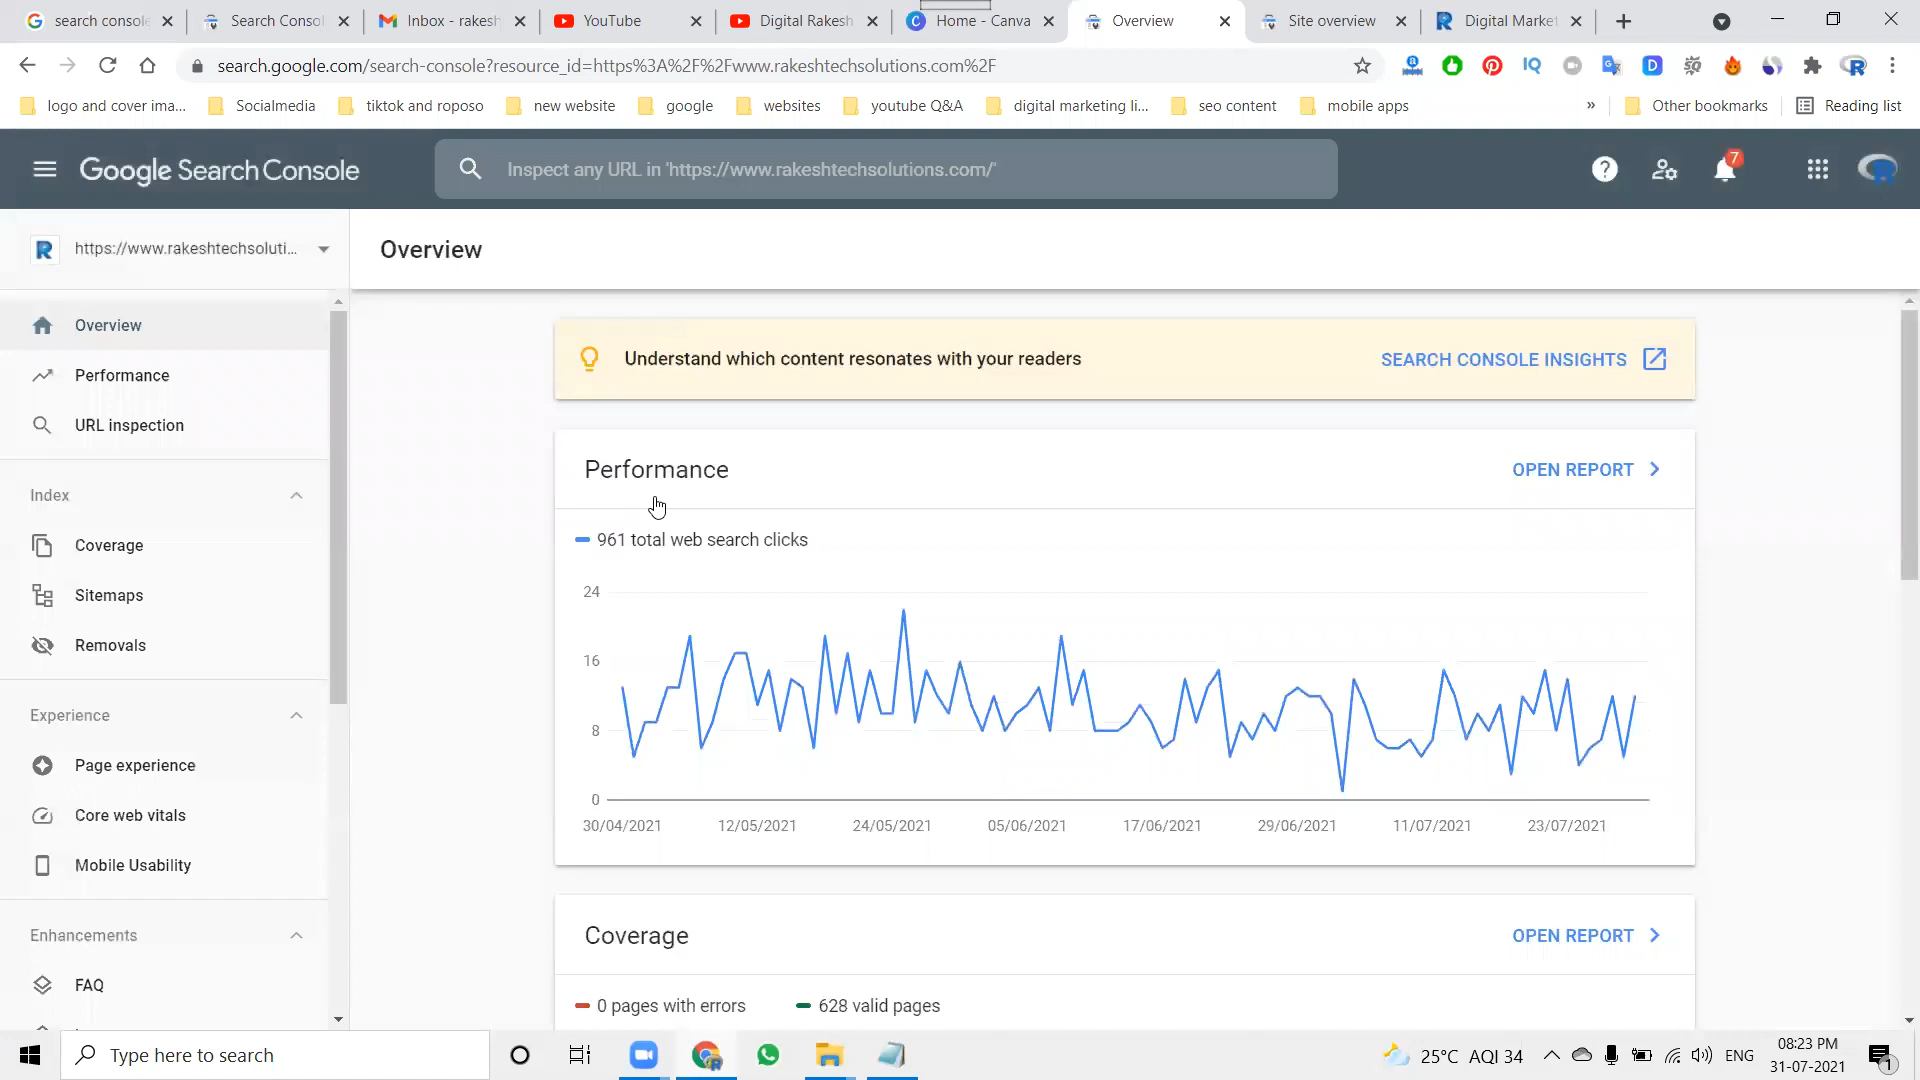 search console
Search Consol
Inbox - rakesh
YouTube
Digital Rakesh
Home - Canva
Overview
Site overview
Digital Market
search.google.com/search-console?resource_id=https%3A%2F%2Fwww.rakeshtechsolutions.com%2F
logo and cover ima...
Socialmedia
tiktok and roposo
new website
google
websites
youtube Q&A
digital marketing li...
seo content
mobile apps
»
Other bookmarks
Reading list
Google Search Console
Inspect any URL in 'https://www.rakeshtechsolutions.com/'
7
https://www.rakeshtechsoluti...
Overview
Overview
Performance
URL inspection
Index
Coverage
Sitemaps
Removals
Experience
Page experience
Core web vitals
Mobile Usability
Enhancements
FAQ
Understand which content resonates with your readers
SEARCH CONSOLE INSIGHTS
Performance
OPEN REPORT
961 total web search clicks
24
16
8
0
30/04/2021
12/05/2021
24/05/2021
05/06/2021
17/06/2021
29/06/2021
11/07/2021
23/07/2021
Coverage
OPEN REPORT
0 pages with errors
628 valid pages
Type here to search
25°C AQI 34
ENG
08:23 PM
31-07-2021
1